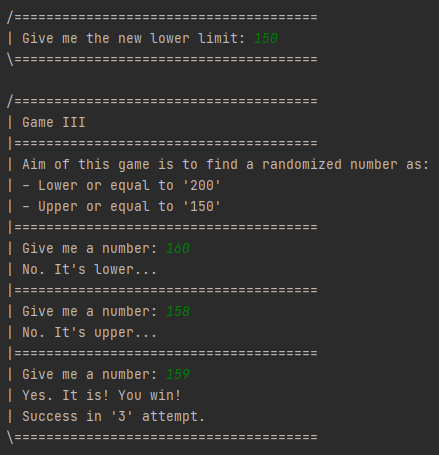 /======================================
| Give me the new lower limit: 150
\======================================

/======================================
| Game III
|======================================
| Aim of this game is to find a randomized number as:
| - Lower or equal to '200'
| - Upper or equal to '150'
|======================================
| Give me a number: 160
| No. It's lower...
|======================================
| Give me a number: 158
| No. It's upper...
|======================================
| Give me a number: 159
| Yes. It is! You win!
| Success in '3' attempt.
\======================================